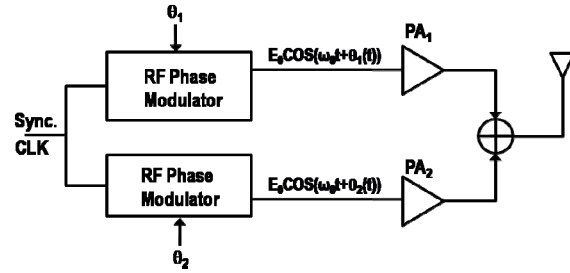 θ1
PA1
E0COS(ω0t+θ1(t))
RF Phase
Modulator
Sync.
CLK
RF Phase
Modulator
E0COS(ω0t+θ2(t))
PA2
θ2